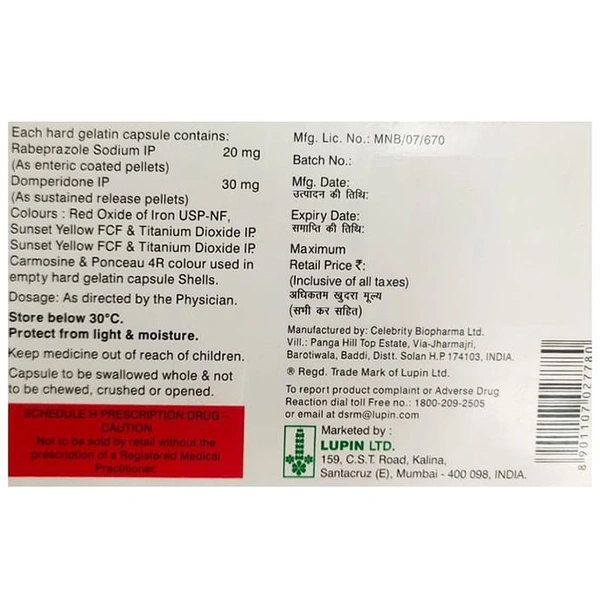 Each hard gelatin capsule contains:
Rabeprazole Sodium IP 20 mg
(As enteric coated pellets)
Domperidone IP 30 mg
(As sustained release pellets)
Colours : Red Oxide of Iron USP-NF,
Sunset Yellow FCF & Titanium Dioxide IP.
Sunset Yellow FCF & Titanium Dioxide IP.
Carmosine & Ponceau 4R colour used in
empty hard gelatin capsule Shells.
Dosage: As directed by the Physician.
Store below 30°C.
Protect from light & moisture.
Keep medicine out of reach of children.
Capsule to be swallowed whole & not
to be chewed, crushed or opened.
SCHEDULE H PRESCRIPTION DRUG –
CAUTION
Not to be sold by retail without the
prescription of a Registered Medical
Practitioner.
Mfg. Lic. No.: MNB/07/670
Batch No.:
Mfg. Date:
उत्पादन की तिथि:
Expiry Date:
समाप्ति की तिथि:
Maximum
Retail Price ₹:
(Inclusive of all taxes)
अधिकतम खुदरा मूल्य
(सभी कर सहित)
Manufactured by: Celebrity Biopharma Ltd.
Vill.: Panga Hill Top Estate, Via-Jharmajri,
Barotiwala, Baddi, Distt. Solan H.P. 174103, INDIA.
® Regd. Trade Mark of Lupin Ltd.
To report product complaint or Adverse Drug
Reaction dial toll Free no.: 1800-209-2505
or email at dsrm@lupin.com
Marketed by :
LUPIN LTD.
159, C.S.T. Road, Kalina,
Santacruz (E), Mumbai - 400 098, INDIA.
8 901107 027780